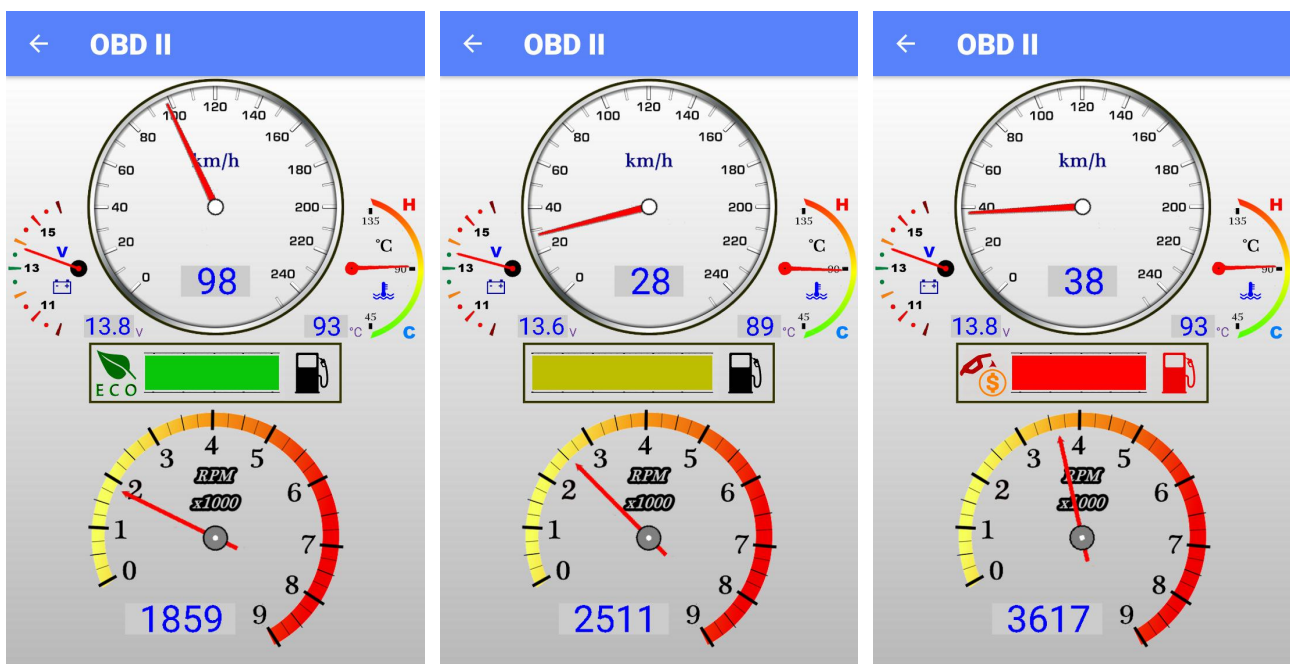 ← OBD II
120
100 140
80 160
km/h
60 180
40 200
20 220
0 240
98
15
V
13
11
13.8 V
H
135
°C
90
45
C
93 °C
ECO
4
3 5
2 6
RPM
x1000
1 7
0 8
9
1859
← OBD II
120
100 140
80 160
km/h
60 180
40 200
20 220
0 240
28
15
V
13
11
13.6 V
H
135
°C
90
45
C
89 °C
4
3 5
2 6
RPM
x1000
1 7
0 8
9
2511
← OBD II
120
100 140
80 160
km/h
60 180
40 200
20 220
0 240
38
15
V
13
11
13.8 V
H
135
°C
90
45
C
93 °C
$
4
3 5
2 6
RPM
x1000
1 7
0 8
9
3617